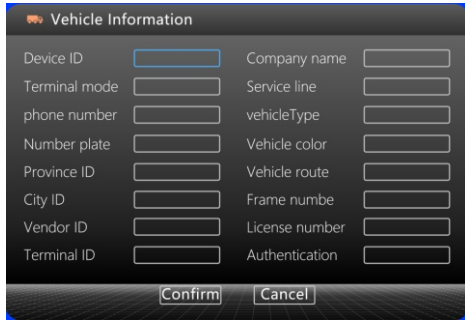 Vehicle Information
Device ID
Company name
Terminal mode
Service line
phone number
vehicleType
Number plate
Vehicle color
Province ID
Vehicle route
City ID
Frame numbe
Vendor ID
License number
Terminal ID
Authentication
Confirm
Cancel